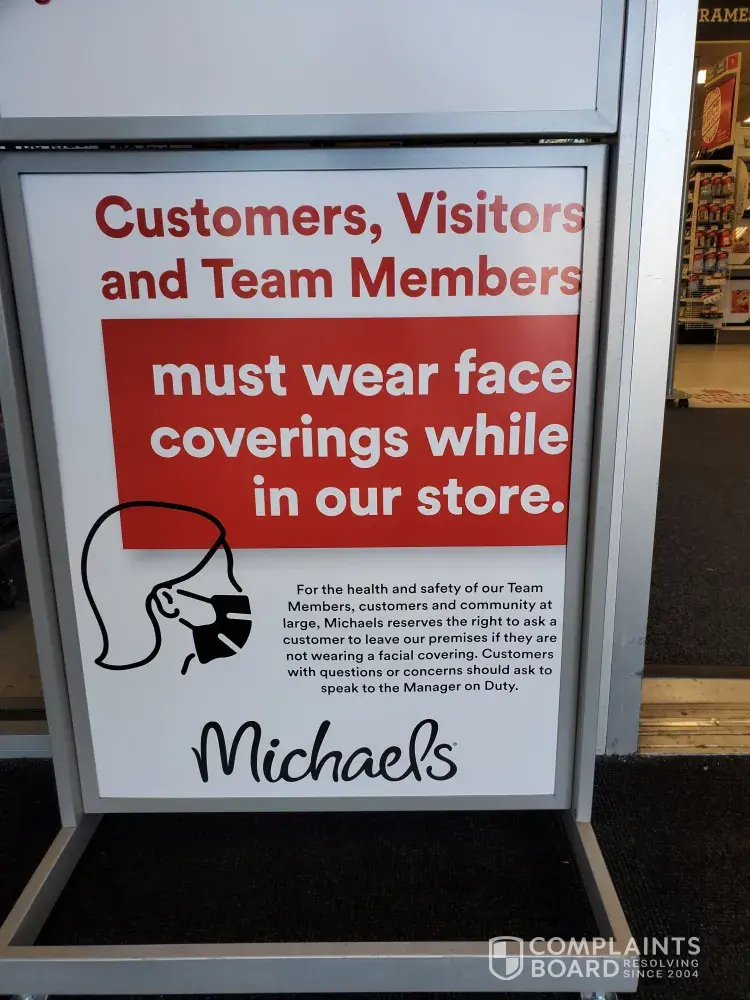 RAME
Customers, Visitors
and Team Members
must wear face
coverings while
in our store.
For the health and safety of our Team
Members, customers and community at
large, Michaels reserves the right to ask a
customer to leave our premises if they are
not wearing a facial covering. Customers
with questions or concerns should ask to
speak to the Manager on Duty.
Michaels
COMPLAINTS
BOARD RESOLVING
SINCE 2004